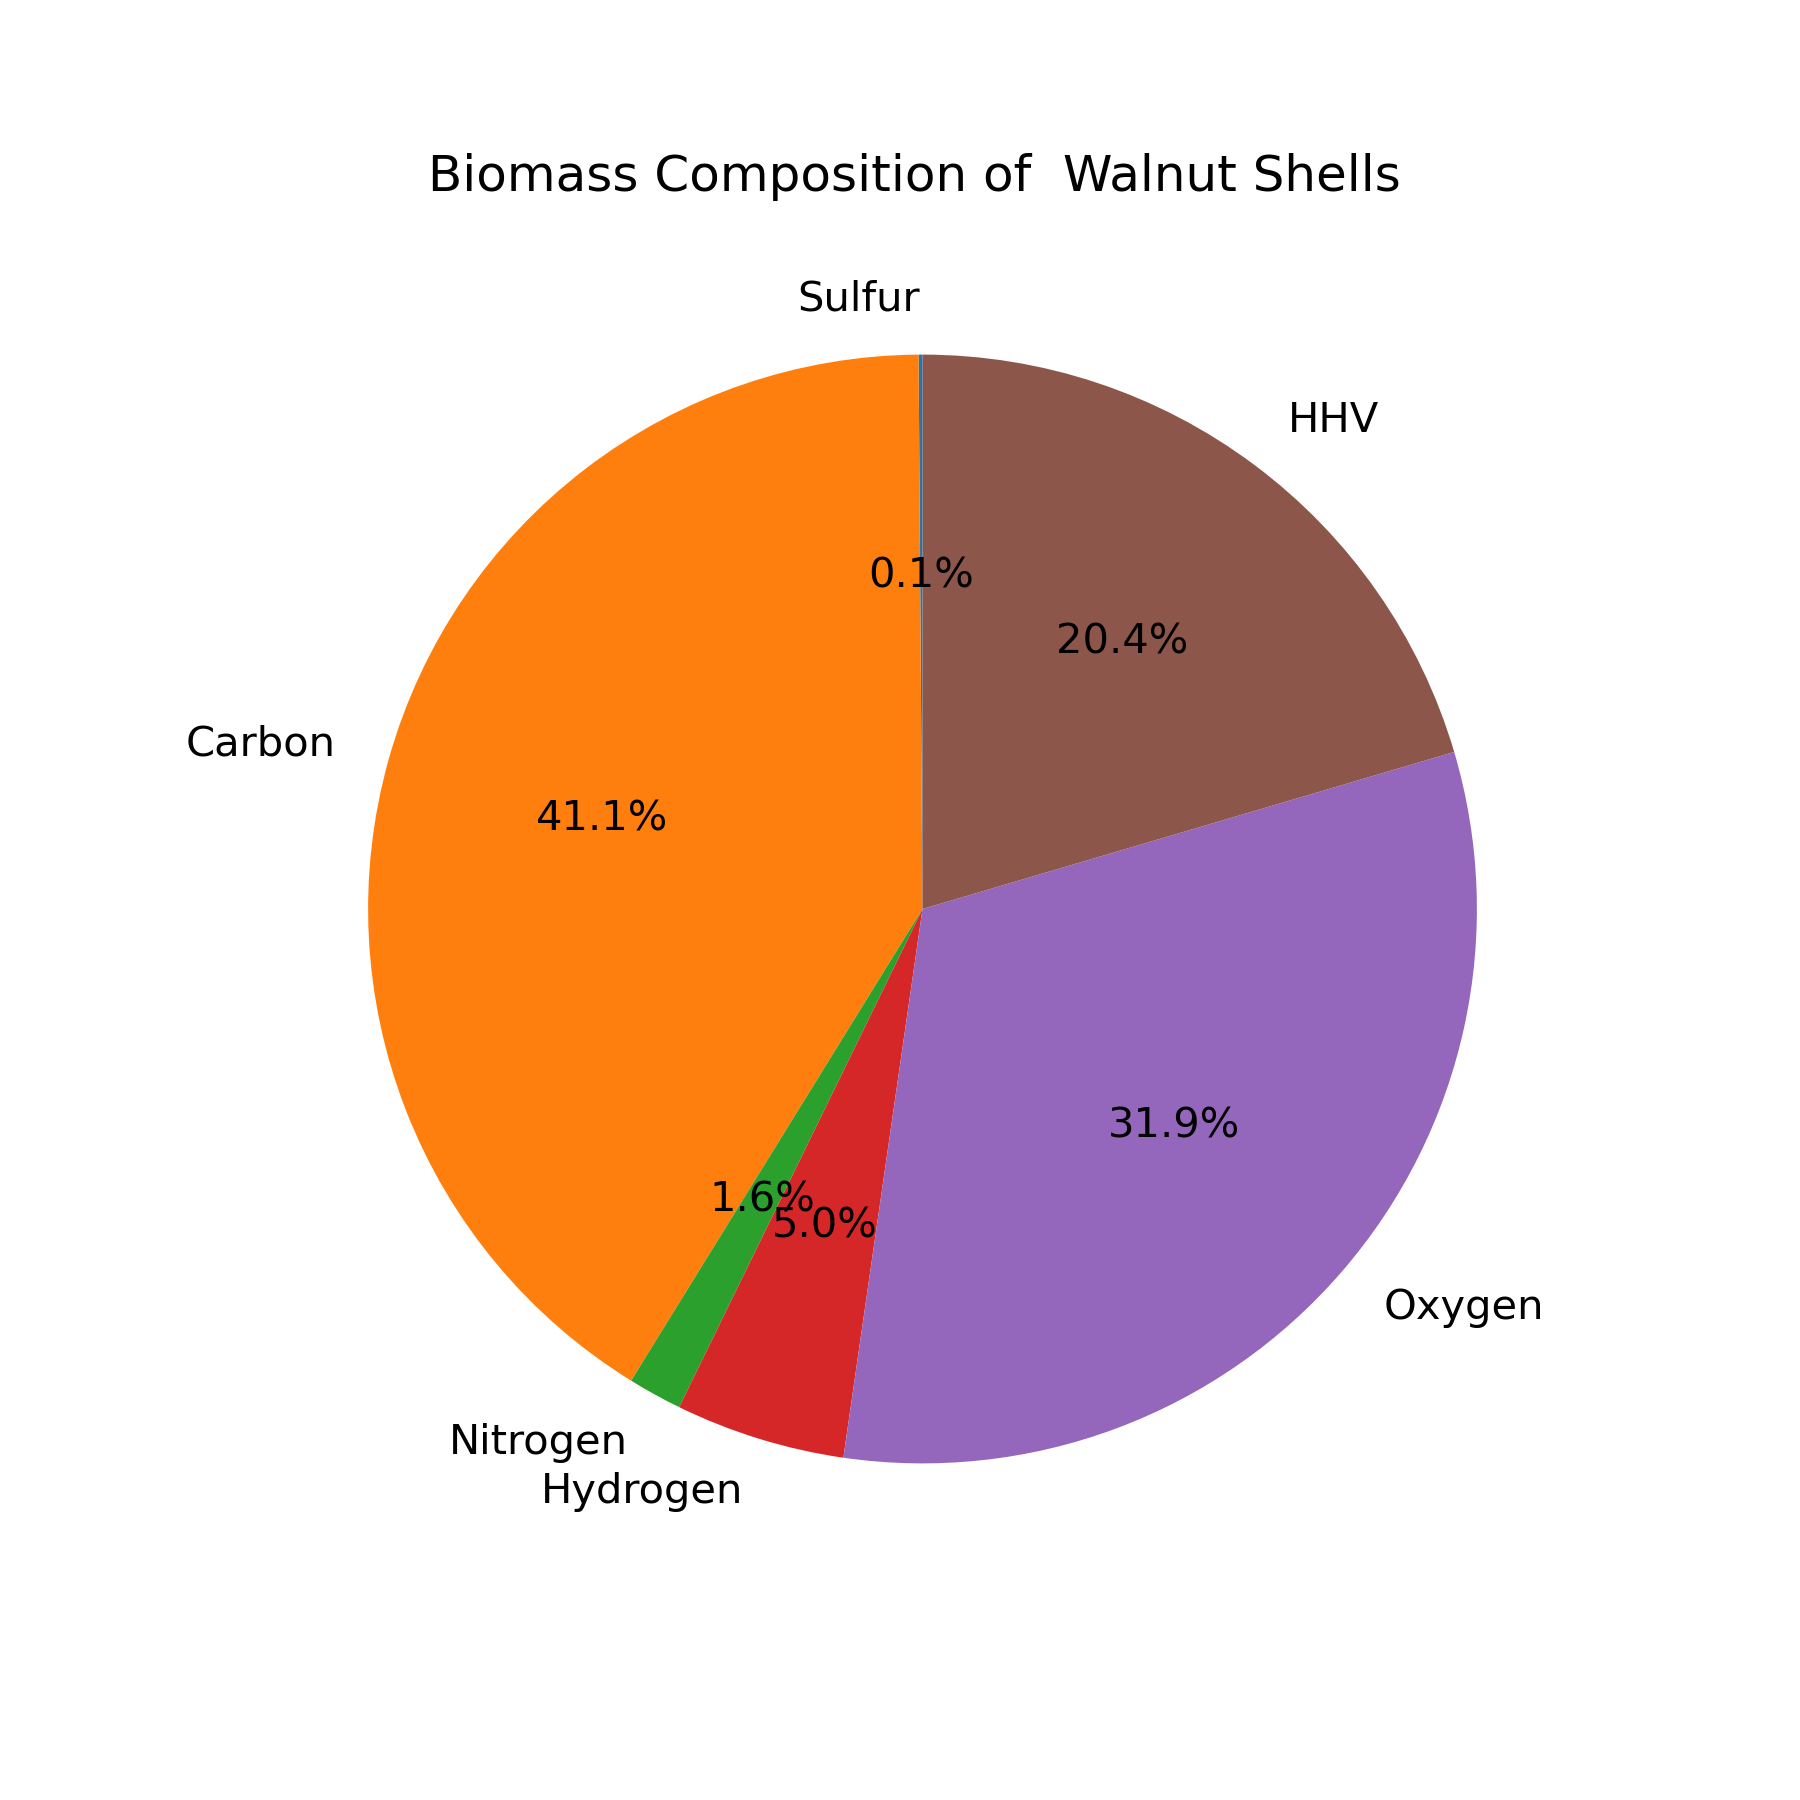 Biomass Composition of  Walnut Shells
Sulfur
HHV
0.1%
20.4%
Carbon
41.1%
31.9%
1.6%
5.0%
Oxygen
Nitrogen
Hydrogen